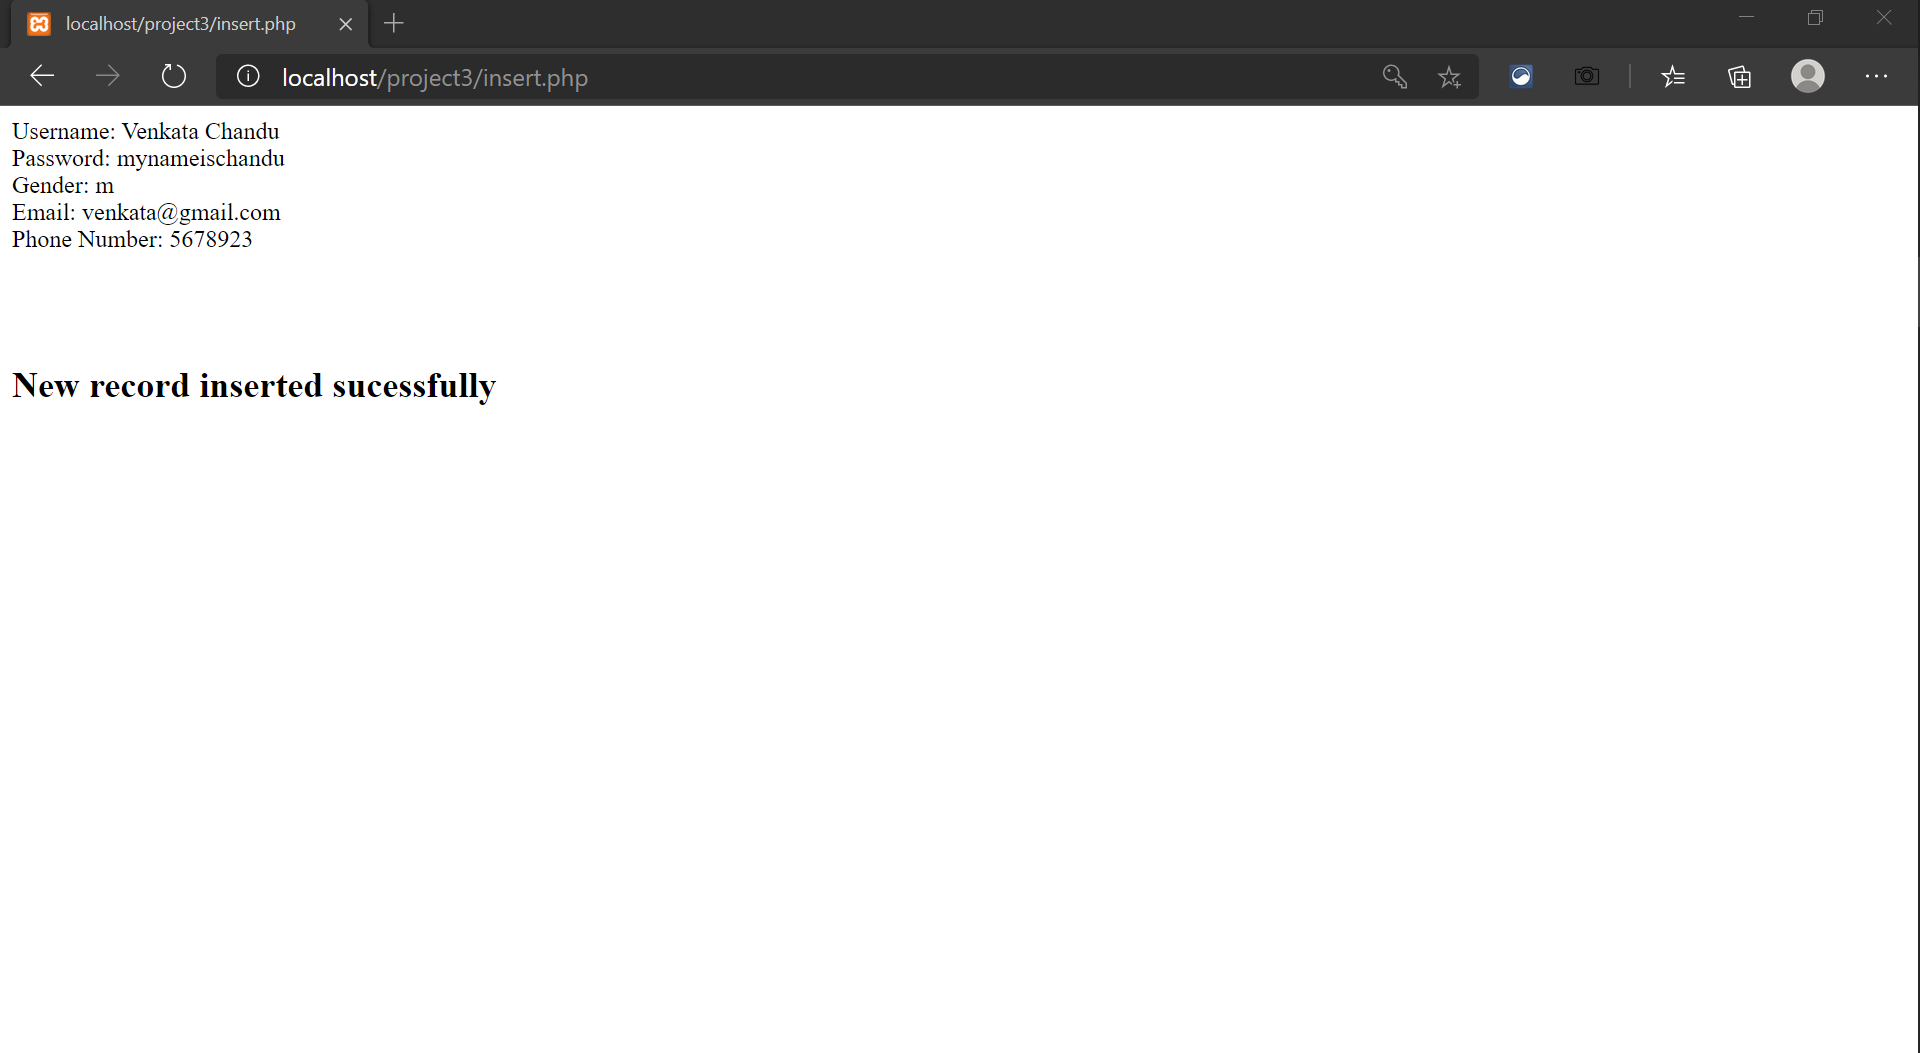 localhost/project3/insert.php
localhost/project3/insert.php
Username: Venkata Chandu
Password: mynameischandu
Gender: m
Email: venkata@gmail.com
Phone Number: 5678923
New record inserted sucessfully